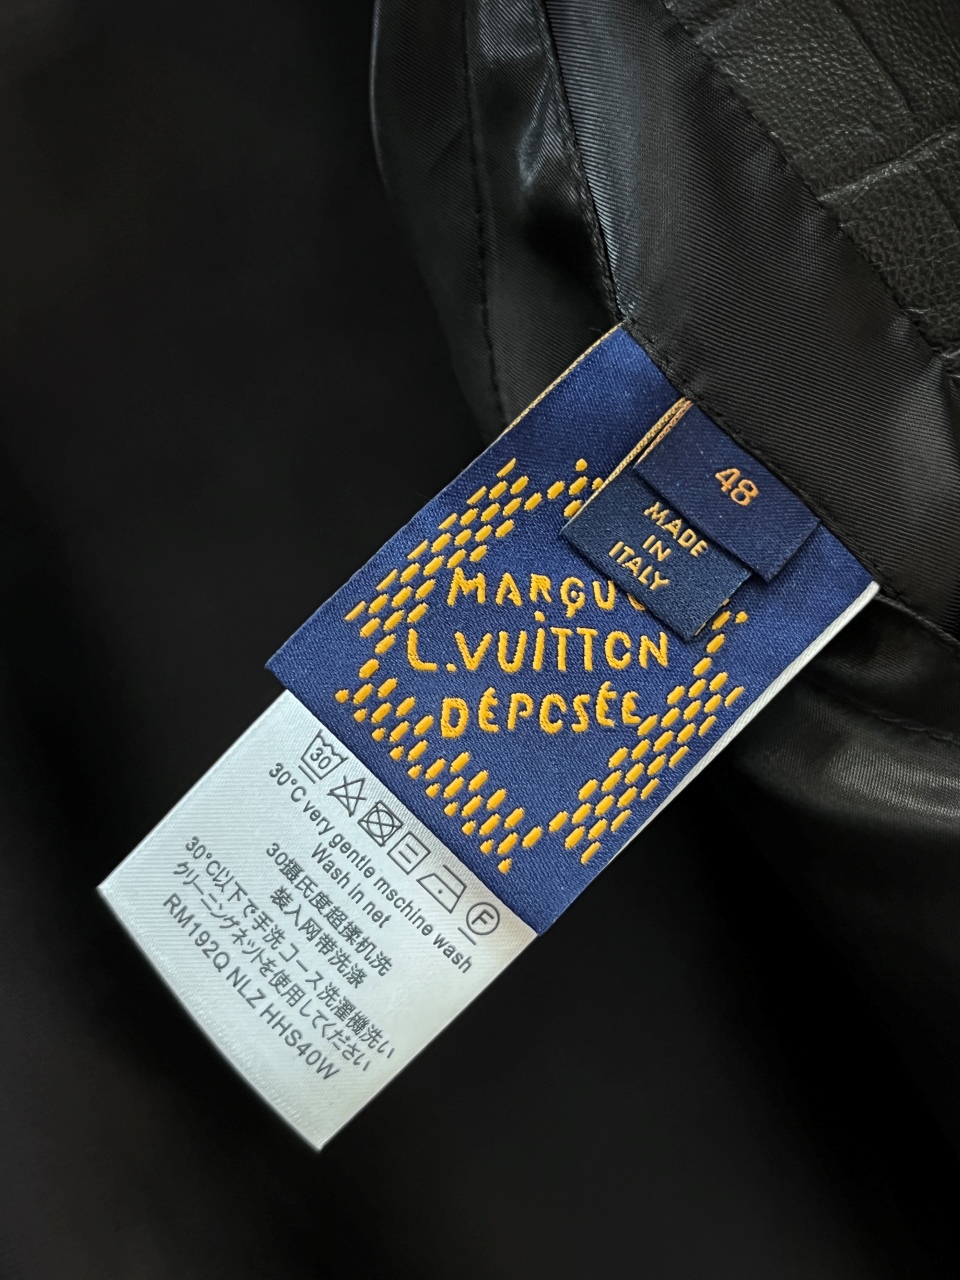 48
MADE
IN
ITALY
L.VUITTON
DÉPOSÉE
30
F
30°C very gentle mschine wash
Wash in net
30摄氏度超揉机洗
装入网带洗涤
30°C以下で手洗コース洗濯機洗い
クリーニングネットを使用してください
RM192Q NLZ HHS40W